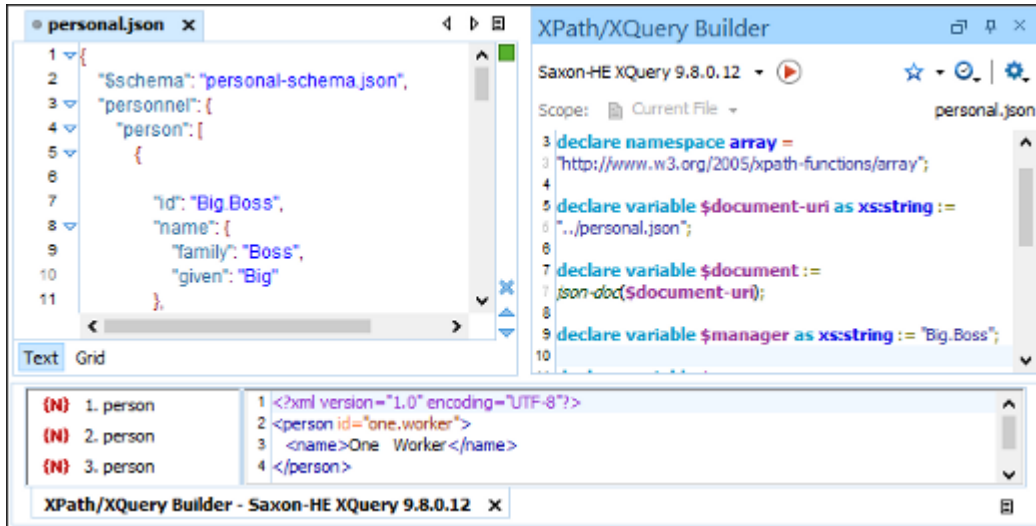 personal.json
1 {
2 "$schema": "personal-schema.json",
3 "personnel": {
4 "person": [
5 {
6
7 "id": "Big.Boss",
8 "name": {
9 "family": "Boss",
10 "given": "Big"
11 },
Text Grid
XPath/XQuery Builder
Saxon-HE XQuery 9.8.0.12
Scope: Current File personal.json
3 declare namespace array =
3 "http://www.w3.org/2005/xpath-functions/array";
4
5 declare variable $document-uri as xs:string :=
6 "../personal.json";
6
7 declare variable $document :=
7 json-doc($document-uri);
8
9 declare variable $manager as xs:string := "Big.Boss";
10
{N} 1. person
{N} 2. person
{N} 3. person
1 <?xml version="1.0" encoding="UTF-8"?>
2 <person id="one.worker">
3 <name>One Worker</name>
4 </person>
XPath/XQuery Builder - Saxon-HE XQuery 9.8.0.12